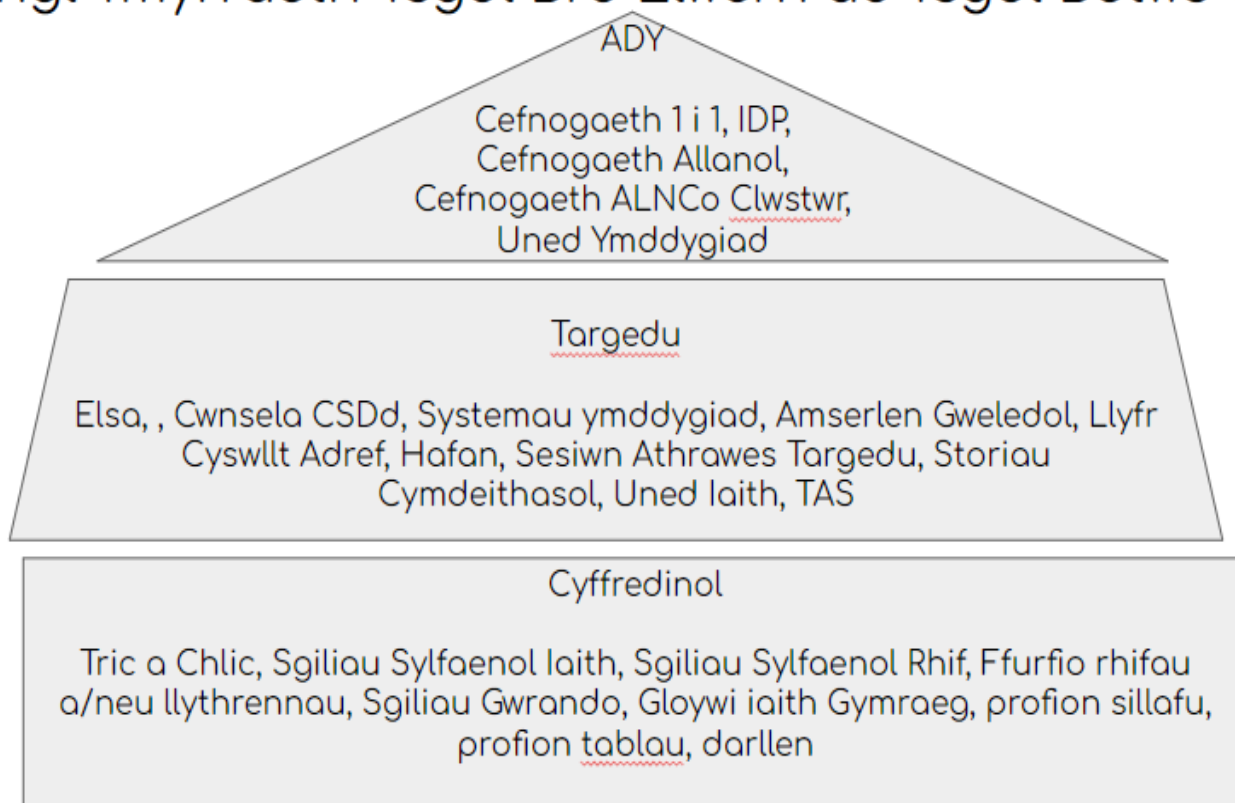 ADY
Cefnogaeth 1 i 1, IDP,
Cefnogaeth Allanol,
Cefnogaeth ALNCo Clwstwr,
Uned Ymddygiad
Targedu
Elsa, , Cwnsela CSDd, Systemau ymddygiad, Amserlen Gweledol, Llyfr
Cyswllt Adref, Hafan, Sesiwn Athrawes Targedu, Storiau
Cymdeithasol, Uned Iaith, TAS
Cyffredinol
Tric a Chlic, Sgiliau Sylfaenol Iaith, Sgiliau Sylfaenol Rhif, Ffurfio rhifau
a/neu llythrennau, Sgiliau Gwrando, Gloywi iaith Gymraeg, profion sillafu,
profion tablau, darllen